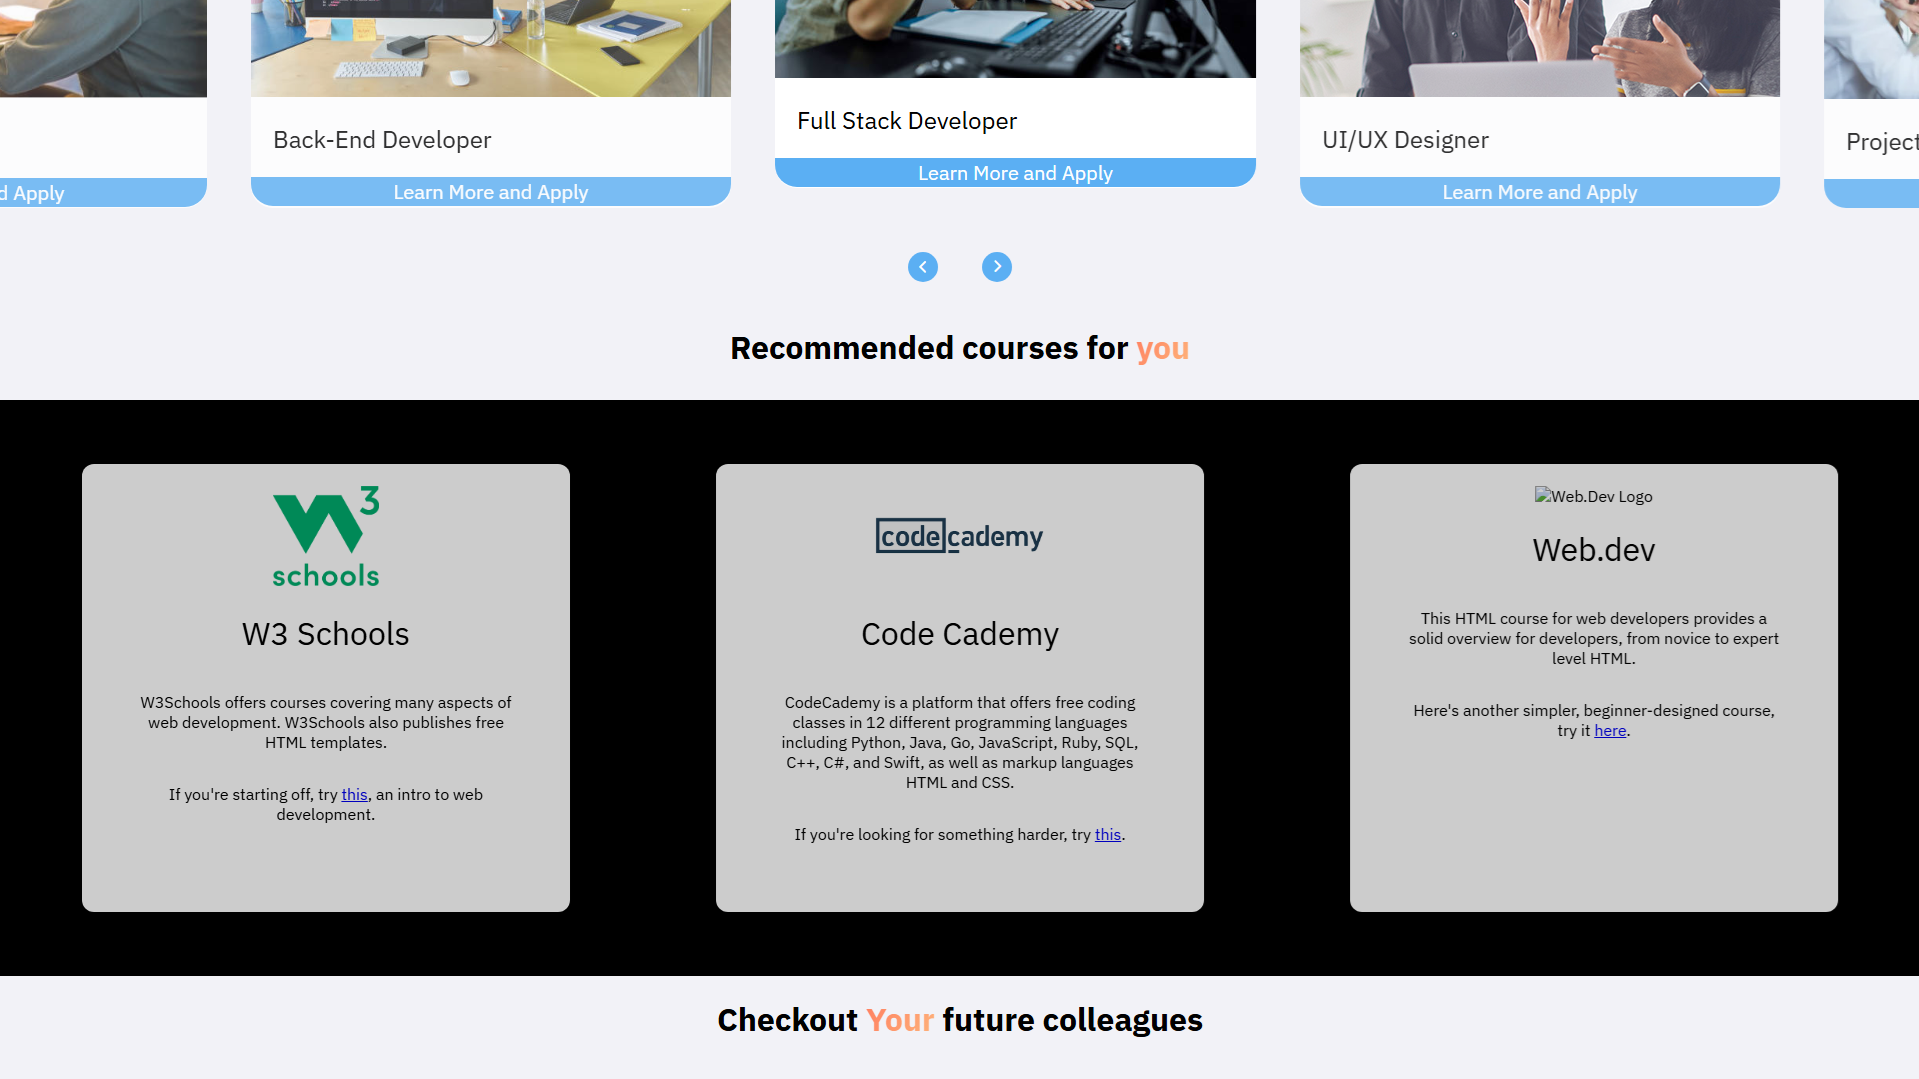 Back-End Developer
Full Stack Developer
UI/UX Designer
Project
d Apply
Learn More and Apply
Learn More and Apply
Learn More and Apply
Recommended courses for you
W3
schools
W3 Schools
W3Schools offers courses covering many aspects of
web development. W3Schools also publishes free
HTML templates.
If you're starting off, try this, an intro to web
development.
codecademy
Code Cademy
CodeCademy is a platform that offers free coding
classes in 12 different programming languages
including Python, Java, Go, JavaScript, Ruby, SQL,
C++, C#, and Swift, as well as markup languages
HTML and CSS.
If you're looking for something harder, try this.
Web.Dev Logo
Web.dev
This HTML course for web developers provides a
solid overview for developers, from novice to expert
level HTML.
Here's another simpler, beginner-designed course,
try it here.
Checkout Your future colleagues